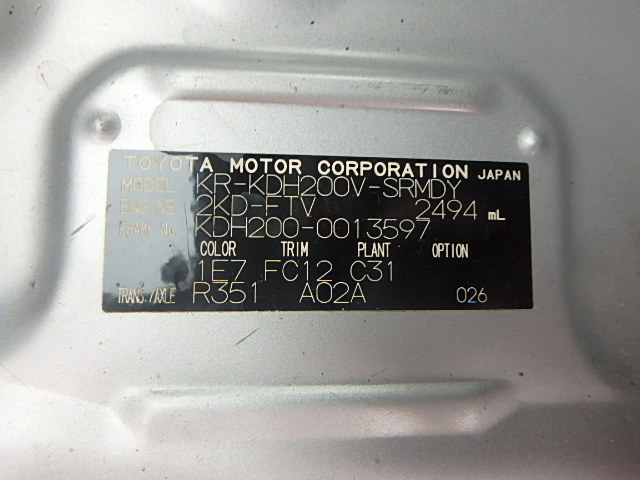 TOYOTA MOTOR CORPORATION JAPAN
MODEL KR-KDH200V-SRMDY
ENGINE 2KD-FTV 2494 mL
FRAME No. KDH200-0013597
COLOR TRIM PLANT OPTION
1E7 FC12 C31
TRANS./AXLE R351 A02A 026